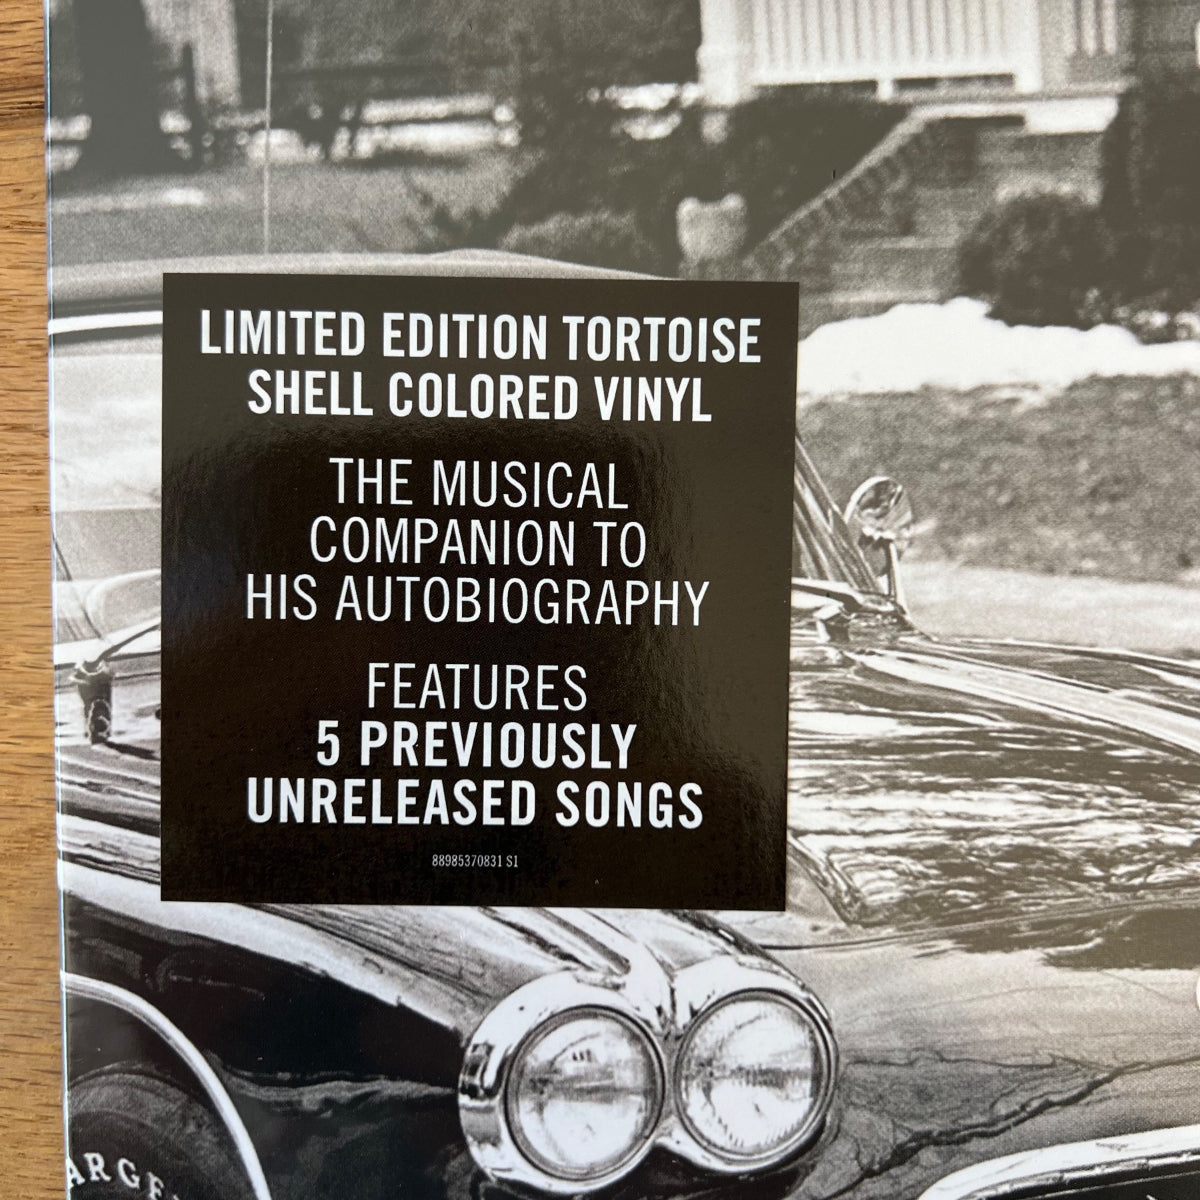 LIMITED EDITION TORTOISE
SHELL COLORED VINYL
THE MUSICAL
COMPANION TO
HIS AUTOBIOGRAPHY
FEATURES
5 PREVIOUSLY
UNRELEASED SONGS
88985370831 S1